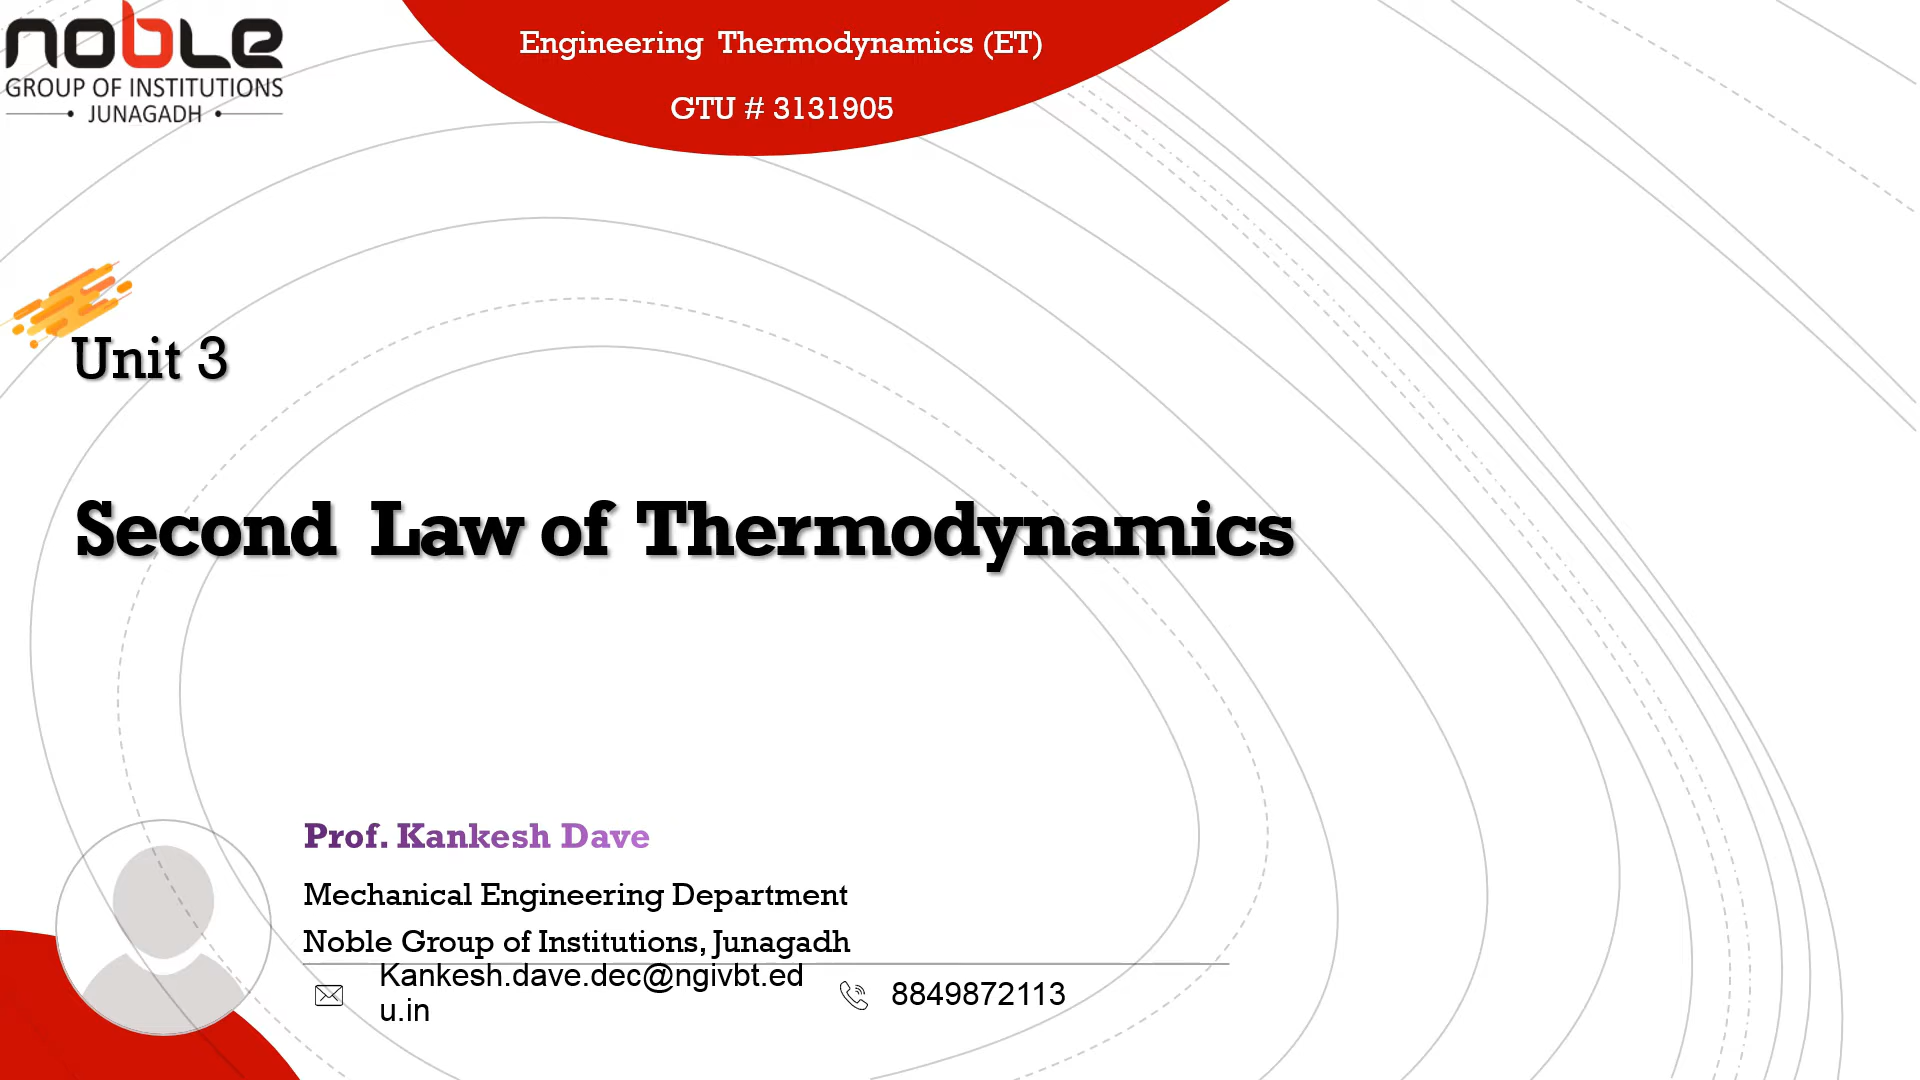 noble
GROUP OF INSTITUTIONS
JUNAGADH
Engineering Thermodynamics (ET)
GTU # 3131905
Unit 3
Second Law of Thermodynamics
Prof. Kankesh Dave
Mechanical Engineering Department
Noble Group of Institutions, Junagadh
Kankesh.dave.dec@ngivbt.ed
u.in
8849872113